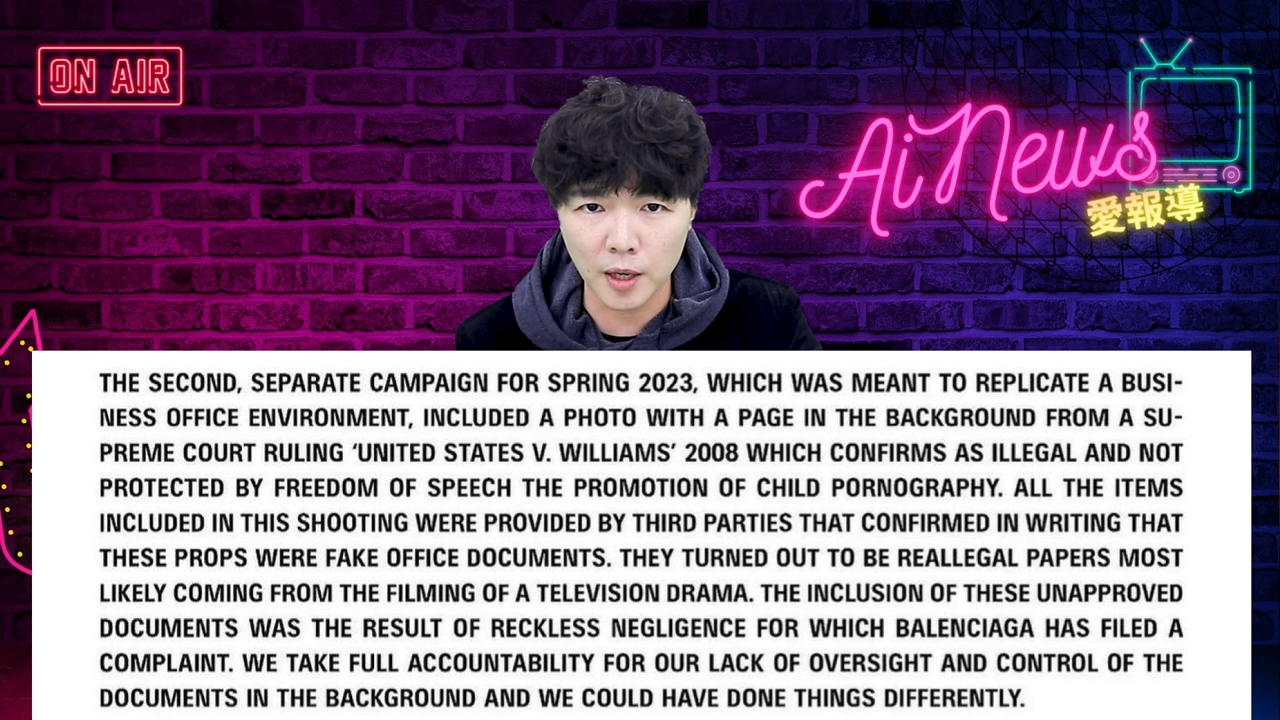 ON AIR
Ai News
愛報導
THE SECOND, SEPARATE CAMPAIGN FOR SPRING 2023, WHICH WAS MEANT TO REPLICATE A BUSI-
NESS OFFICE ENVIRONMENT, INCLUDED A PHOTO WITH A PAGE IN THE BACKGROUND FROM A SU-
PREME COURT RULING ‘UNITED STATES V. WILLIAMS’ 2008 WHICH CONFIRMS AS ILLEGAL AND NOT
PROTECTED BY FREEDOM OF SPEECH THE PROMOTION OF CHILD PORNOGRAPHY. ALL THE ITEMS
INCLUDED IN THIS SHOOTING WERE PROVIDED BY THIRD PARTIES THAT CONFIRMED IN WRITING THAT
THESE PROPS WERE FAKE OFFICE DOCUMENTS. THEY TURNED OUT TO BE REALLEGAL PAPERS MOST
LIKELY COMING FROM THE FILMING OF A TELEVISION DRAMA. THE INCLUSION OF THESE UNAPPROVED
DOCUMENTS WAS THE RESULT OF RECKLESS NEGLIGENCE FOR WHICH BALENCIAGA HAS FILED A
COMPLAINT. WE TAKE FULL ACCOUNTABILITY FOR OUR LACK OF OVERSIGHT AND CONTROL OF THE
DOCUMENTS IN THE BACKGROUND AND WE COULD HAVE DONE THINGS DIFFERENTLY.